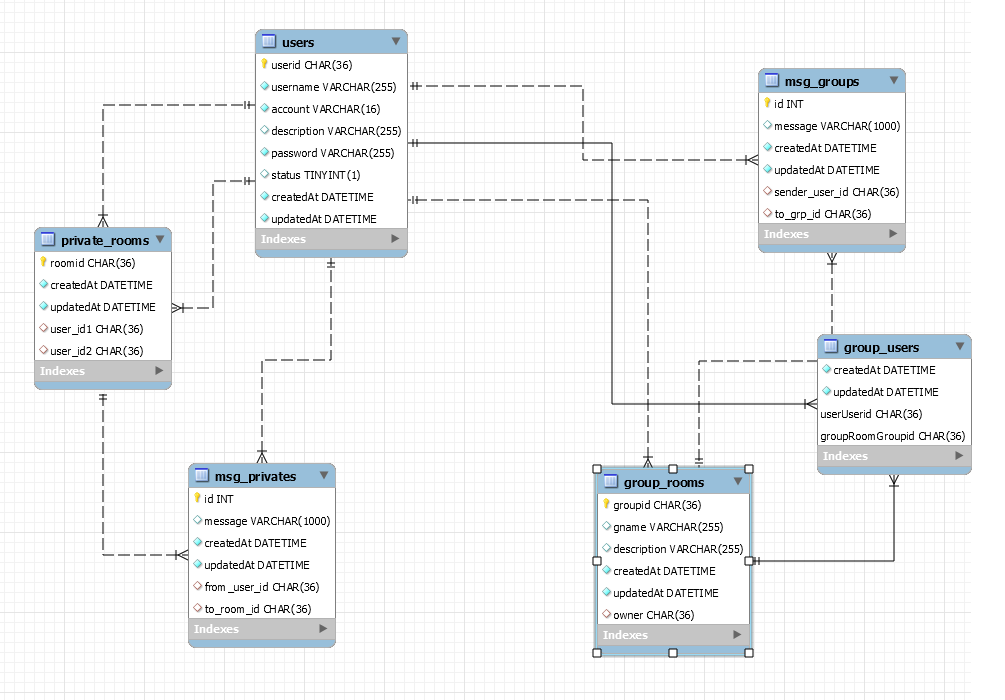 users
userid CHAR(36)
username VARCHAR(255)
account VARCHAR(16)
description VARCHAR(255)
password VARCHAR(255)
status TINYINT(1)
createdAt DATETIME
updatedAt DATETIME
Indexes
msg_groups
id INT
message VARCHAR(1000)
createdAt DATETIME
updatedAt DATETIME
sender_user_id CHAR(36)
to_grp_id CHAR(36)
Indexes
private_rooms
roomid CHAR(36)
createdAt DATETIME
updatedAt DATETIME
user_id1 CHAR(36)
user_id2 CHAR(36)
Indexes
group_users
createdAt DATETIME
updatedAt DATETIME
userUserid CHAR(36)
groupRoomGroupid CHAR(36)
Indexes
msg_privates
id INT
message VARCHAR(1000)
createdAt DATETIME
updatedAt DATETIME
from_user_id CHAR(36)
to_room_id CHAR(36)
Indexes
group_rooms
groupid CHAR(36)
gname VARCHAR(255)
description VARCHAR(255)
createdAt DATETIME
updatedAt DATETIME
owner CHAR(36)
Indexes